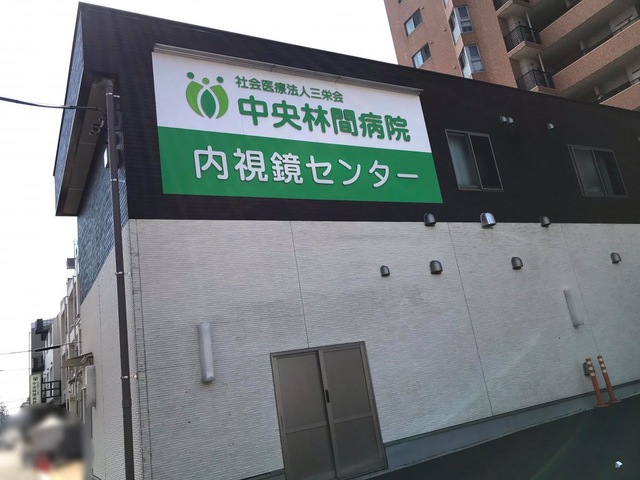 社会医療法人三栄会
中央林間病院
内視鏡センター